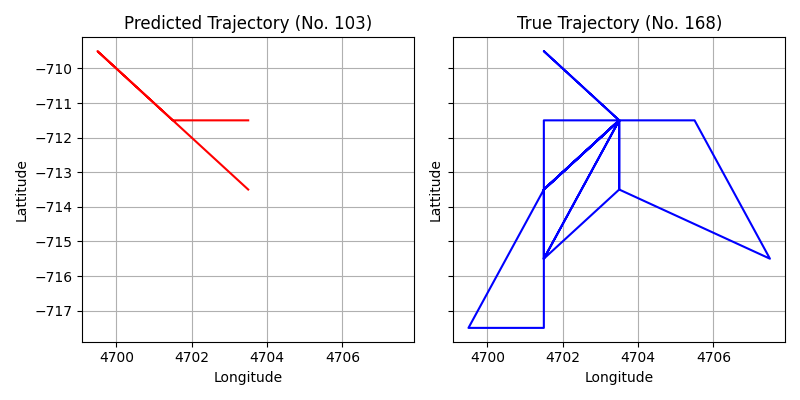 Predicted Trajectory (No. 103)
True Trajectory (No. 168)
−710
−711
−712
−713
−714
−715
−716
−717
Lattitude
Lattitude
4700
4702
4704
4706
4700
4702
4704
4706
Longitude
Longitude